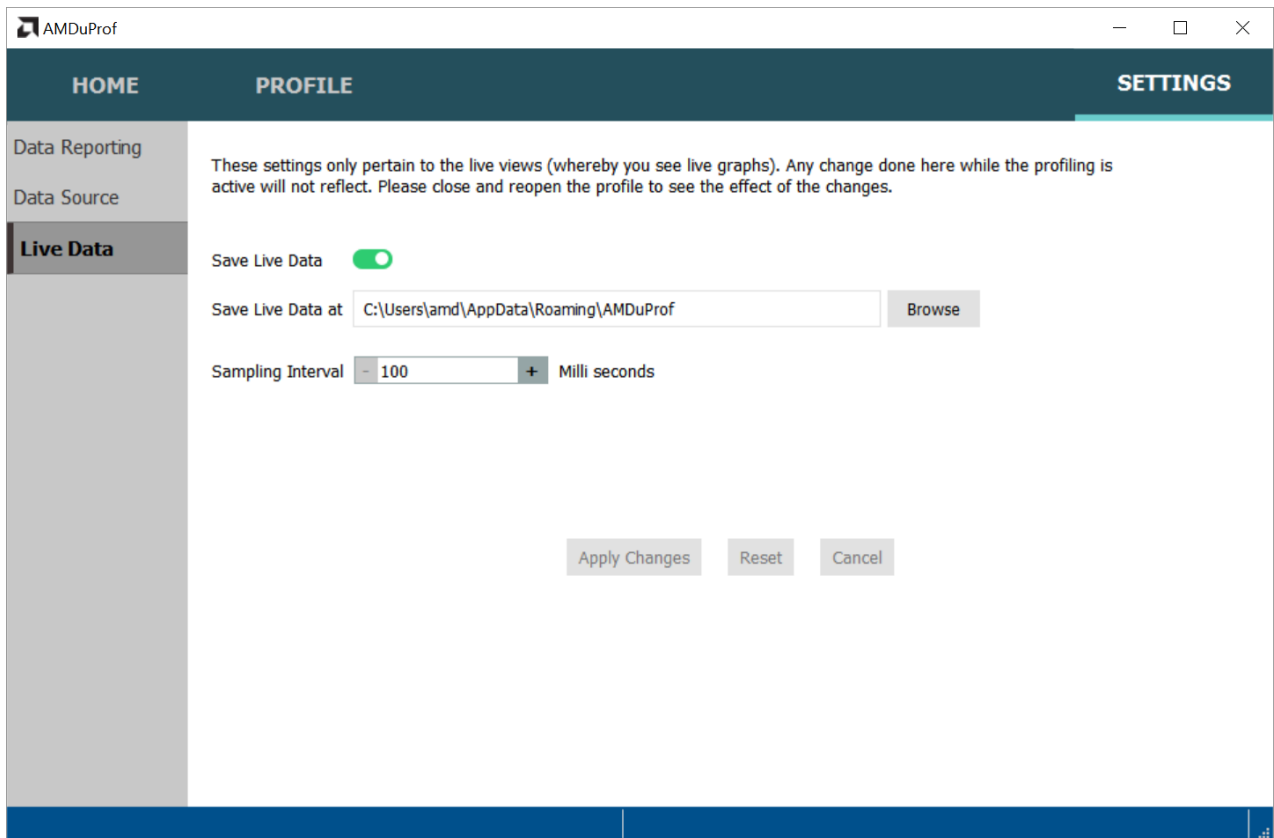 AMDuProf
HOME
PROFILE
SETTINGS
Data Reporting
Data Source
Live Data
These settings only pertain to the live views (whereby you see live graphs). Any change done here while the profiling is
active will not reflect. Please close and reopen the profile to see the effect of the changes.
Save Live Data
Save Live Data at C:\Users\amd\AppData\Roaming\AMDuProf Browse
Sampling Interval - 100 + Milli seconds
Apply Changes Reset Cancel